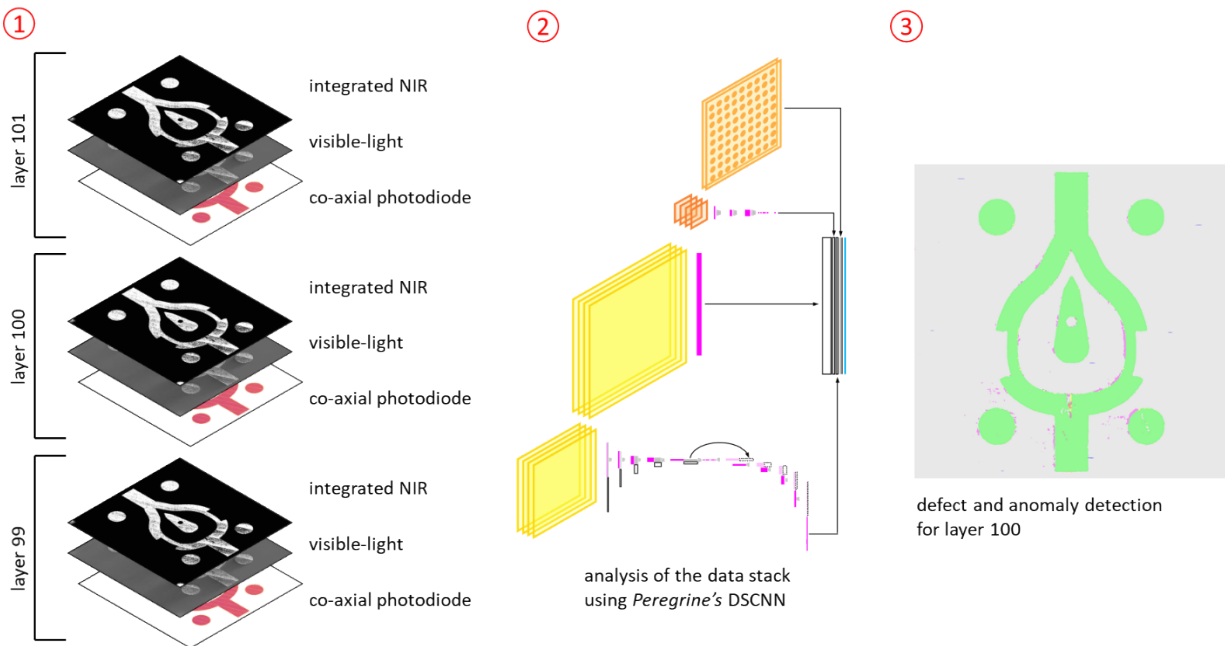 ①
layer 101
integrated NIR
visible-light
co-axial photodiode
layer 100
integrated NIR
visible-light
co-axial photodiode
layer 99
integrated NIR
visible-light
co-axial photodiode
②
analysis of the data stack
using Peregrine's DSCNN
③
defect and anomaly detection
for layer 100